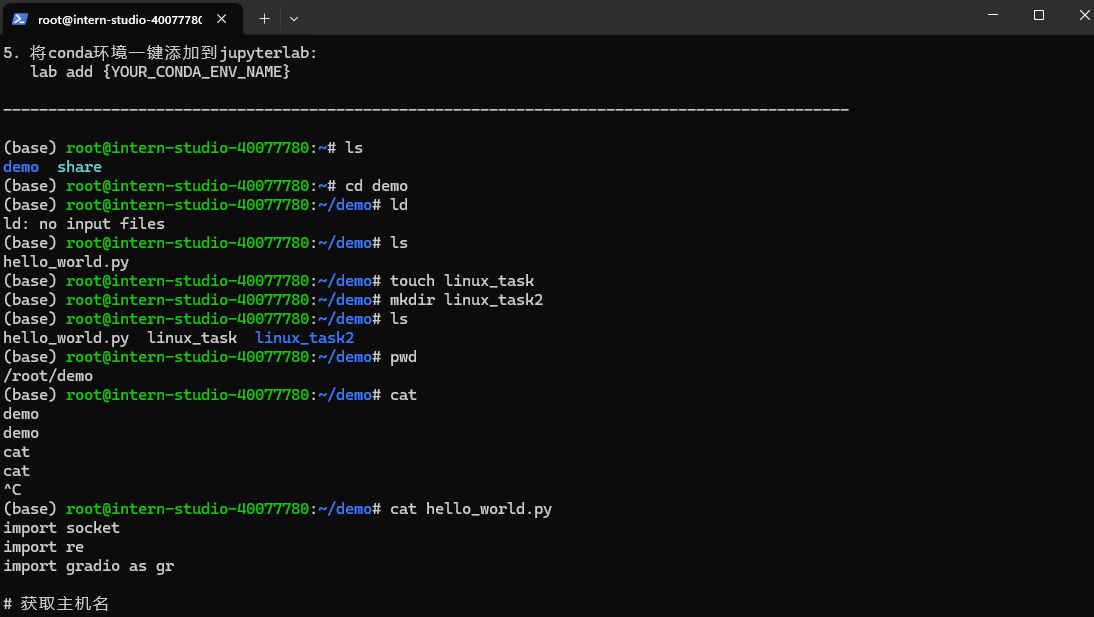 root@intern-studio-4007778
5. 将conda环境一键添加到jupyterlab:
lab add {YOUR_CONDA_ENV_NAME}
----------------------------------------------------------------------------------------------
(base) root@intern-studio-40077780:~# ls
demo  share
(base) root@intern-studio-40077780:~# cd demo
(base) root@intern-studio-40077780:~/demo# ld
ld: no input files
(base) root@intern-studio-40077780:~/demo# ls
hello_world.py
(base) root@intern-studio-40077780:~/demo# touch linux_task
(base) root@intern-studio-40077780:~/demo# mkdir linux_task2
(base) root@intern-studio-40077780:~/demo# ls
hello_world.py  linux_task  linux_task2
(base) root@intern-studio-40077780:~/demo# pwd
/root/demo
(base) root@intern-studio-40077780:~/demo# cat
demo
demo
cat
cat
^C
(base) root@intern-studio-40077780:~/demo# cat hello_world.py
import socket
import re
import gradio as gr
# 获取主机名